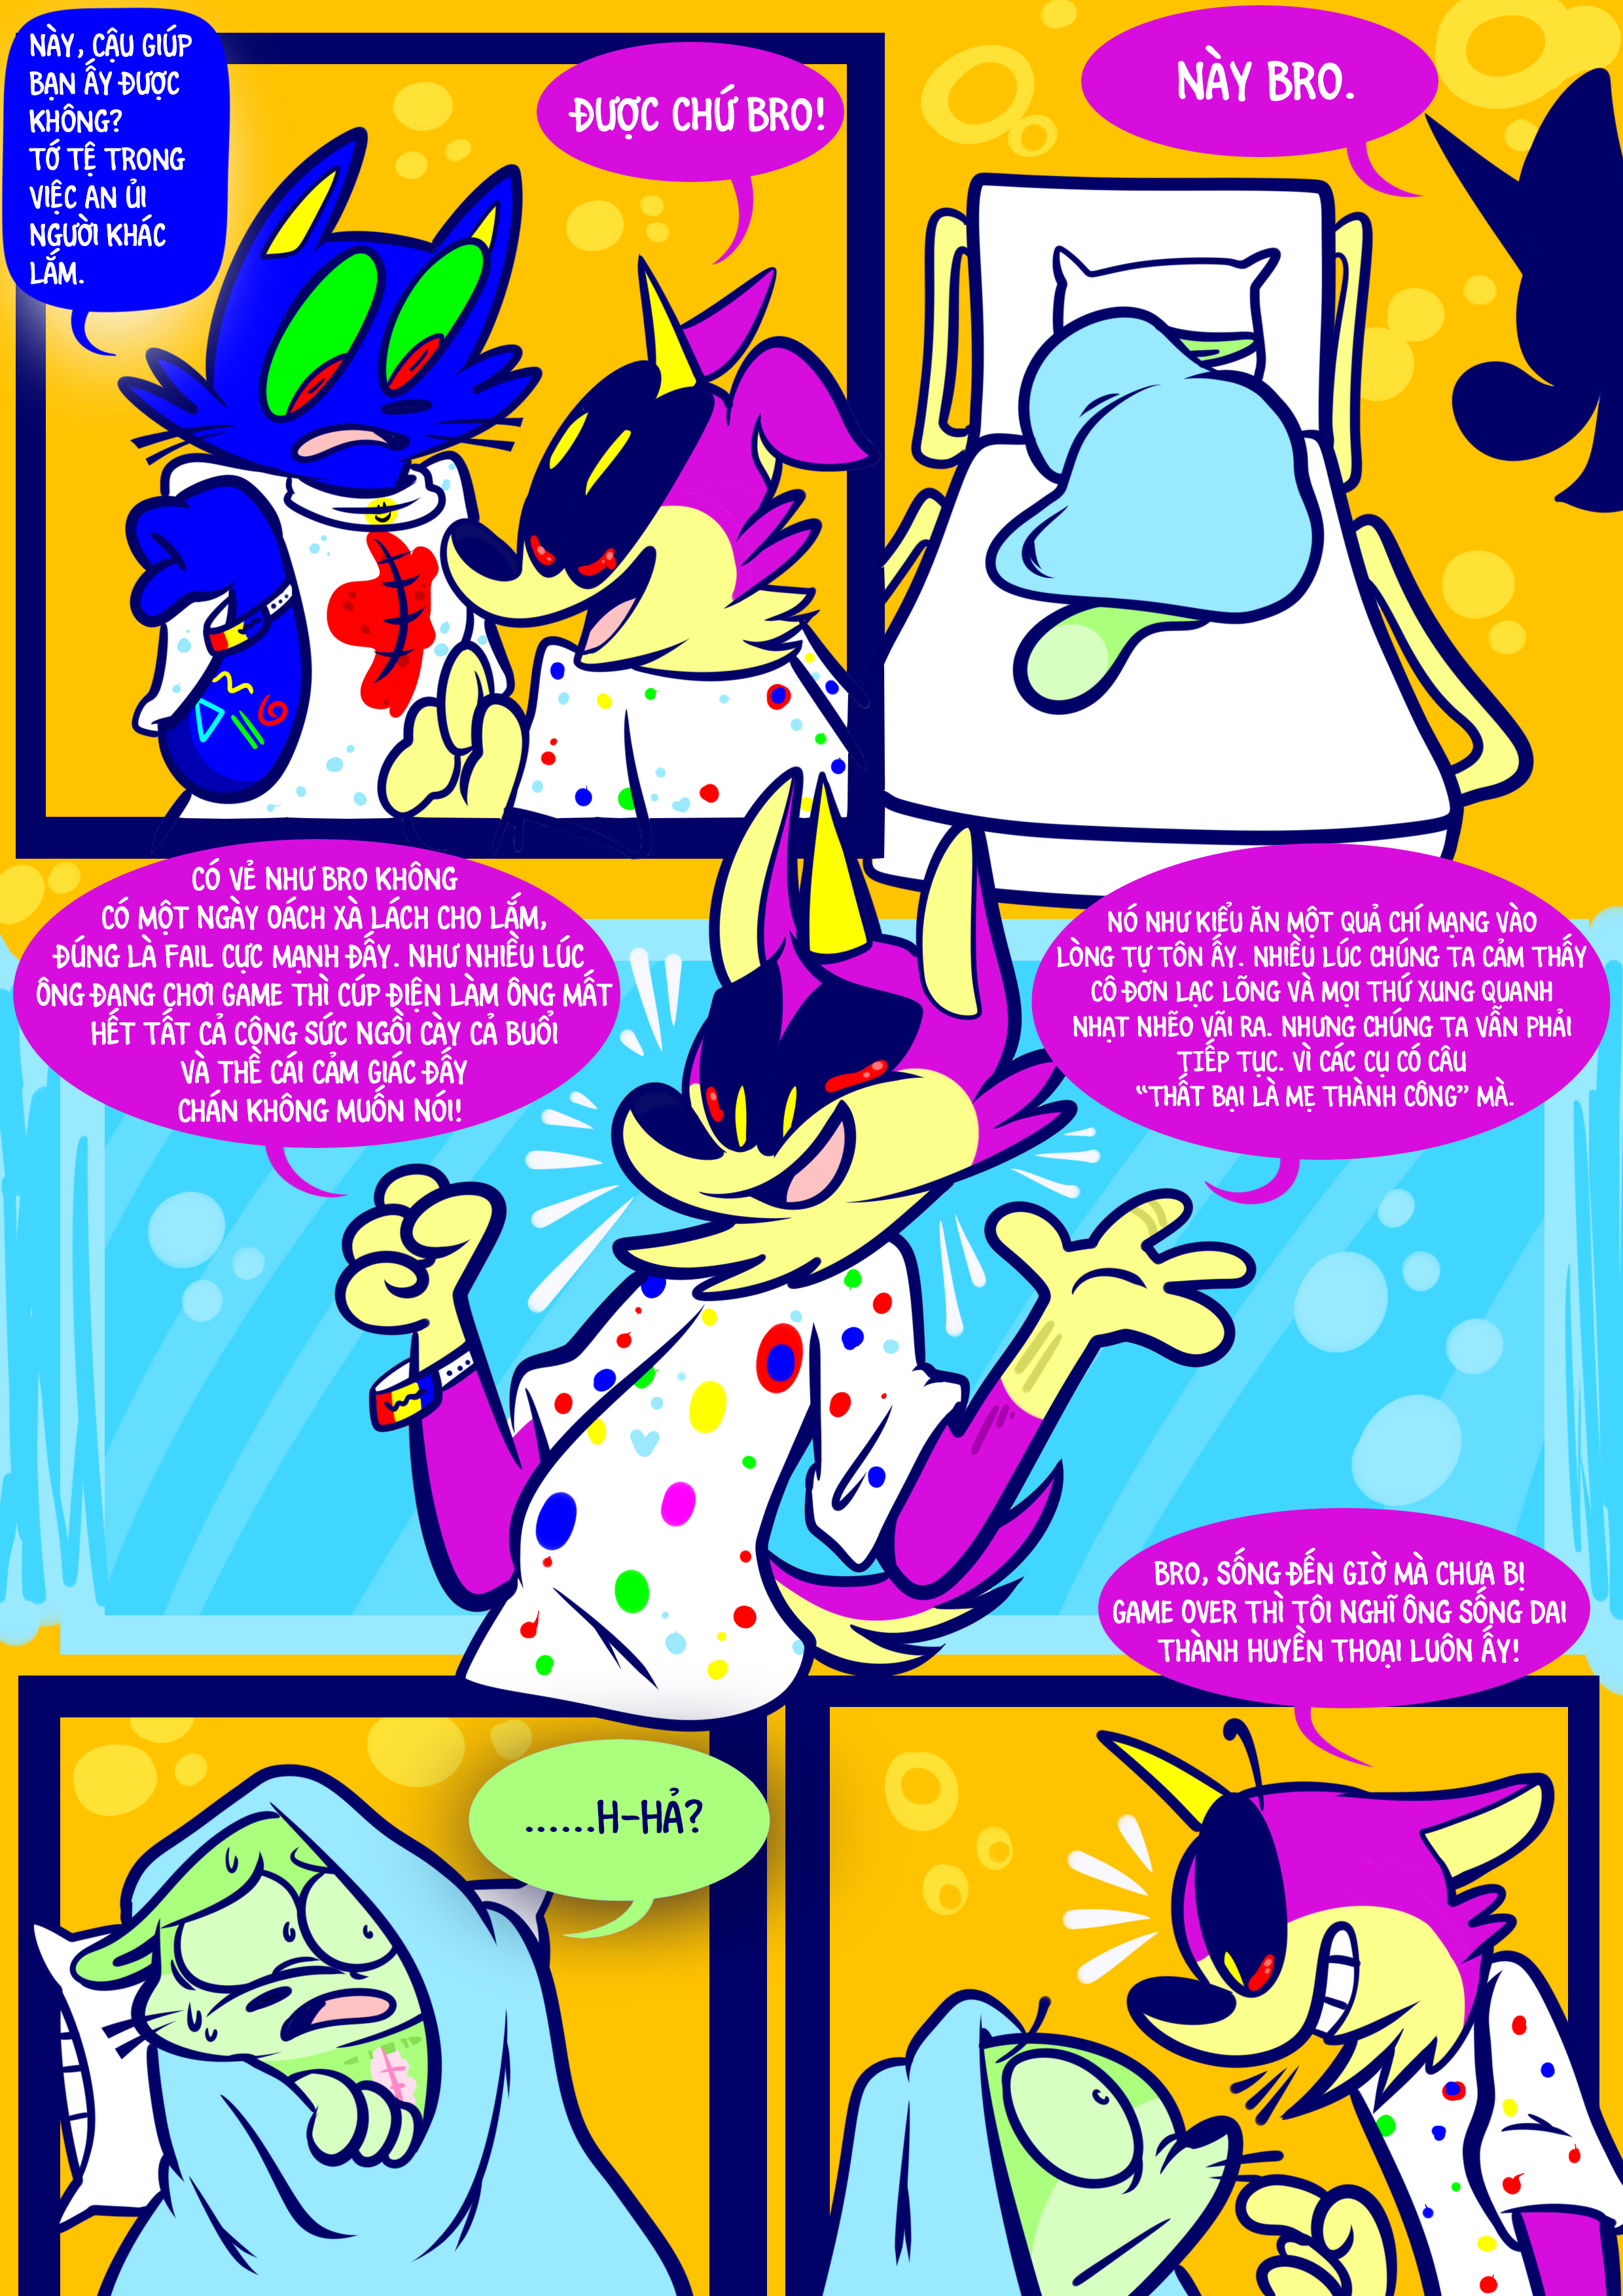 NÀY, CẬU GIÚP
BẠN ẤY ĐƯỢC
KHÔNG?
TỚ TỆ TRONG
VIỆC AN ỦI
NGƯỜI KHÁC
LẮM.
ĐƯỢC CHỨ BRO!
NÀY BRO.
CÓ VẺ NHƯ BRO KHÔNG
CÓ MỘT NGÀY OÁCH XÀ LÁCH CHO LẮM,
ĐÚNG LÀ FAIL CỰC MẠNH ĐẤY. NHƯ NHIỀU LÚC
ÔNG ĐANG CHƠI GAME THÌ CÚP ĐIỆN LÀM ÔNG MẤT
HẾT TẤT CẢ CÔNG SỨC NGỒI CÀY CẢ BUỔI
VÀ THỀ CÁI CẢM GIÁC ĐẤY
CHÁN KHÔNG MUỐN NÓI!
NÓ NHƯ KIỂU ĂN MỘT QUẢ CHÍ MẠNG VÀO
LÒNG TỰ TÔN ẤY. NHIỀU LÚC CHÚNG TA CẢM THẤY
CÔ ĐƠN LẠC LÕNG VÀ MỌI THỨ XUNG QUANH
NHẠT NHẼO VÃI RA. NHƯNG CHÚNG TA VẪN PHẢI
TIẾP TỤC. VÌ CÁC CỤ CÓ CÂU
“THẤT BẠI LÀ MẸ THÀNH CÔNG” MÀ.
BRO, SỐNG ĐẾN GIỜ MÀ CHƯA BỊ
GAME OVER THÌ TÔI NGHĨ ÔNG SỐNG DAI
THÀNH HUYỀN THOẠI LUÔN ẤY!
......H-HẢ?